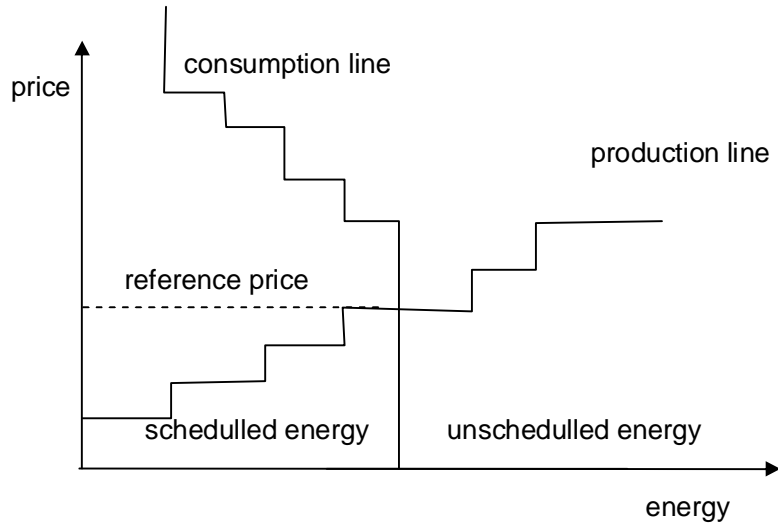 consumption line
price
production line
reference price
schedulled energy
unschedulled energy
energy